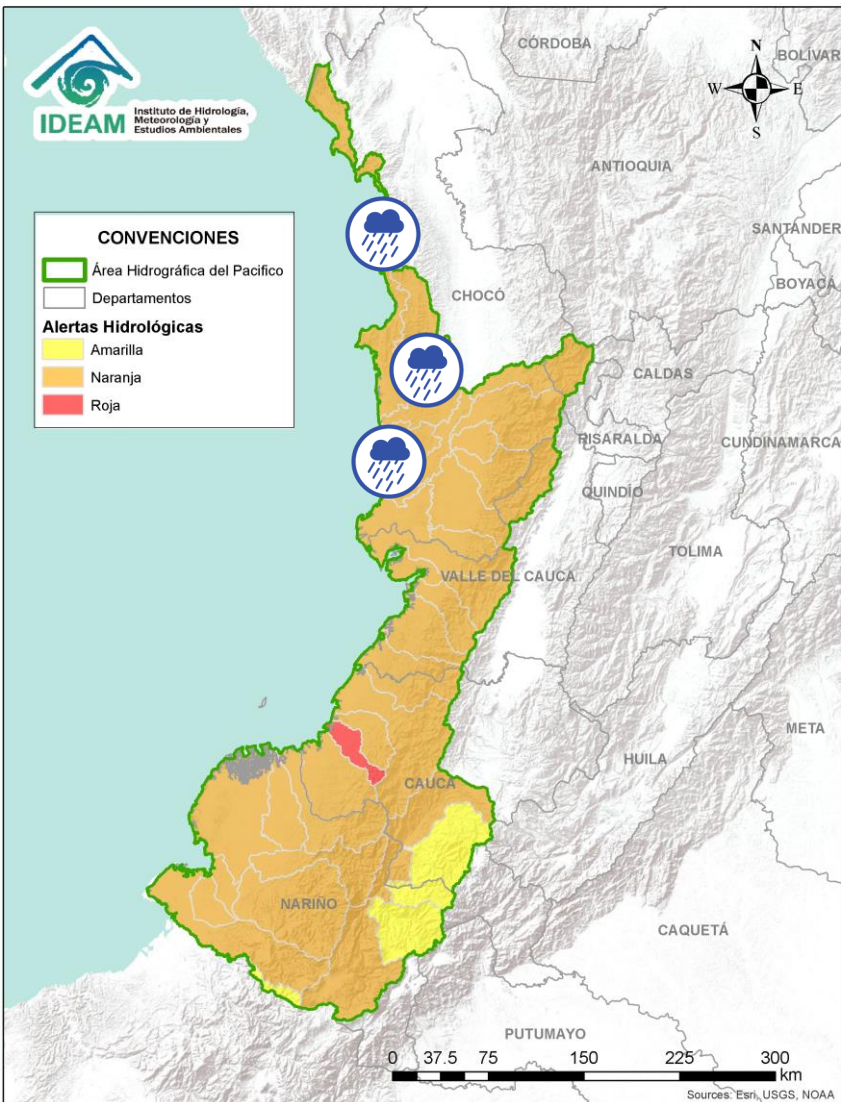 IDEAM
Instituto de Hidrología,
Meteorología y
Estudios Ambientales
CÓRDOBA
BOLÍVAR
N
W
E
S
ANTIOQUIA
SANTANDER
BOYACÁ
CONVENCIONES
Área Hidrográfica del Pacifico
Departamentos
Alertas Hidrológicas
Amarilla
Naranja
Roja
CHOCÓ
CALDAS
RISARALDA
CUNDINAMARCA
QUINDÍO
TOLIMA
VALLE DEL CAUCA
META
HUILA
CAUCA
NARIÑO
CAQUETÁ
PUTUMAYO
0 37.5 75 150 225 300
km
Sources: Esri, USGS, NOAA